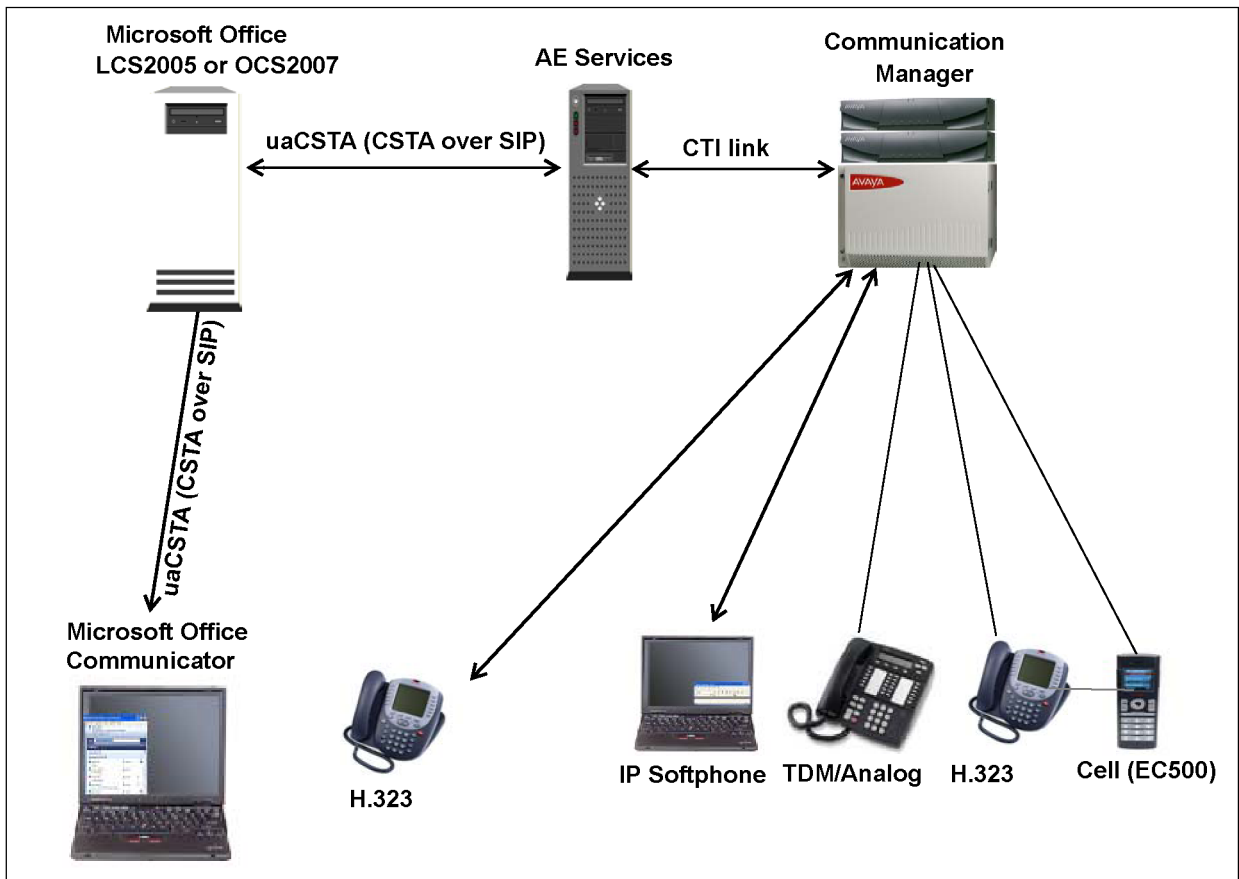 Microsoft Office
LCS2005 or OCS2007
AE Services
Communication
Manager
uaCSTA (CSTA over SIP)
CTI link
AVAYA
uaCSTA (CSTA over SIP)
Microsoft Office
Communicator
H.323
IP Softphone
TDM/Analog
H.323
Cell (EC500)